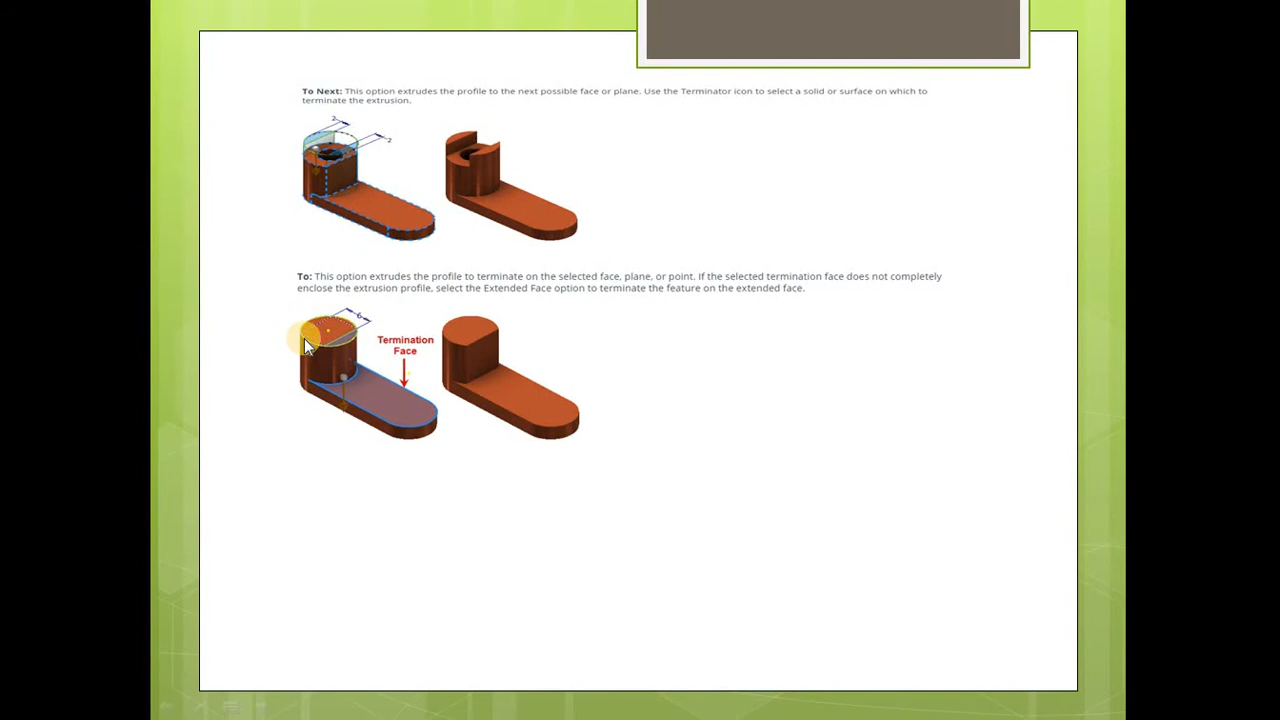 To Next: This option extrudes the profile to the next possible face or plane. Use the Terminator icon to select a solid or surface on which to
terminate the extrusion.
2
2
To: This option extrudes the profile to terminate on the selected face, plane, or point. If the selected termination face does not completely
enclose the extrusion profile, select the Extended Face option to terminate the feature on the extended face.
6
Termination
Face